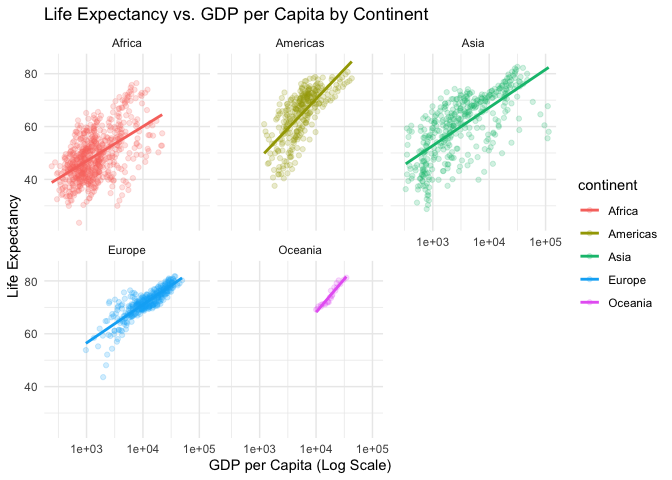 Life Expectancy vs. GDP per Capita by Continent
Africa Americas Asia
80
60
40
1e+03 1e+04 1e+05
Europe Oceania
80
60
40
1e+03 1e+04 1e+05 1e+03 1e+04 1e+05
Life Expectancy
GDP per Capita (Log Scale)
continent
Africa
Americas
Asia
Europe
Oceania